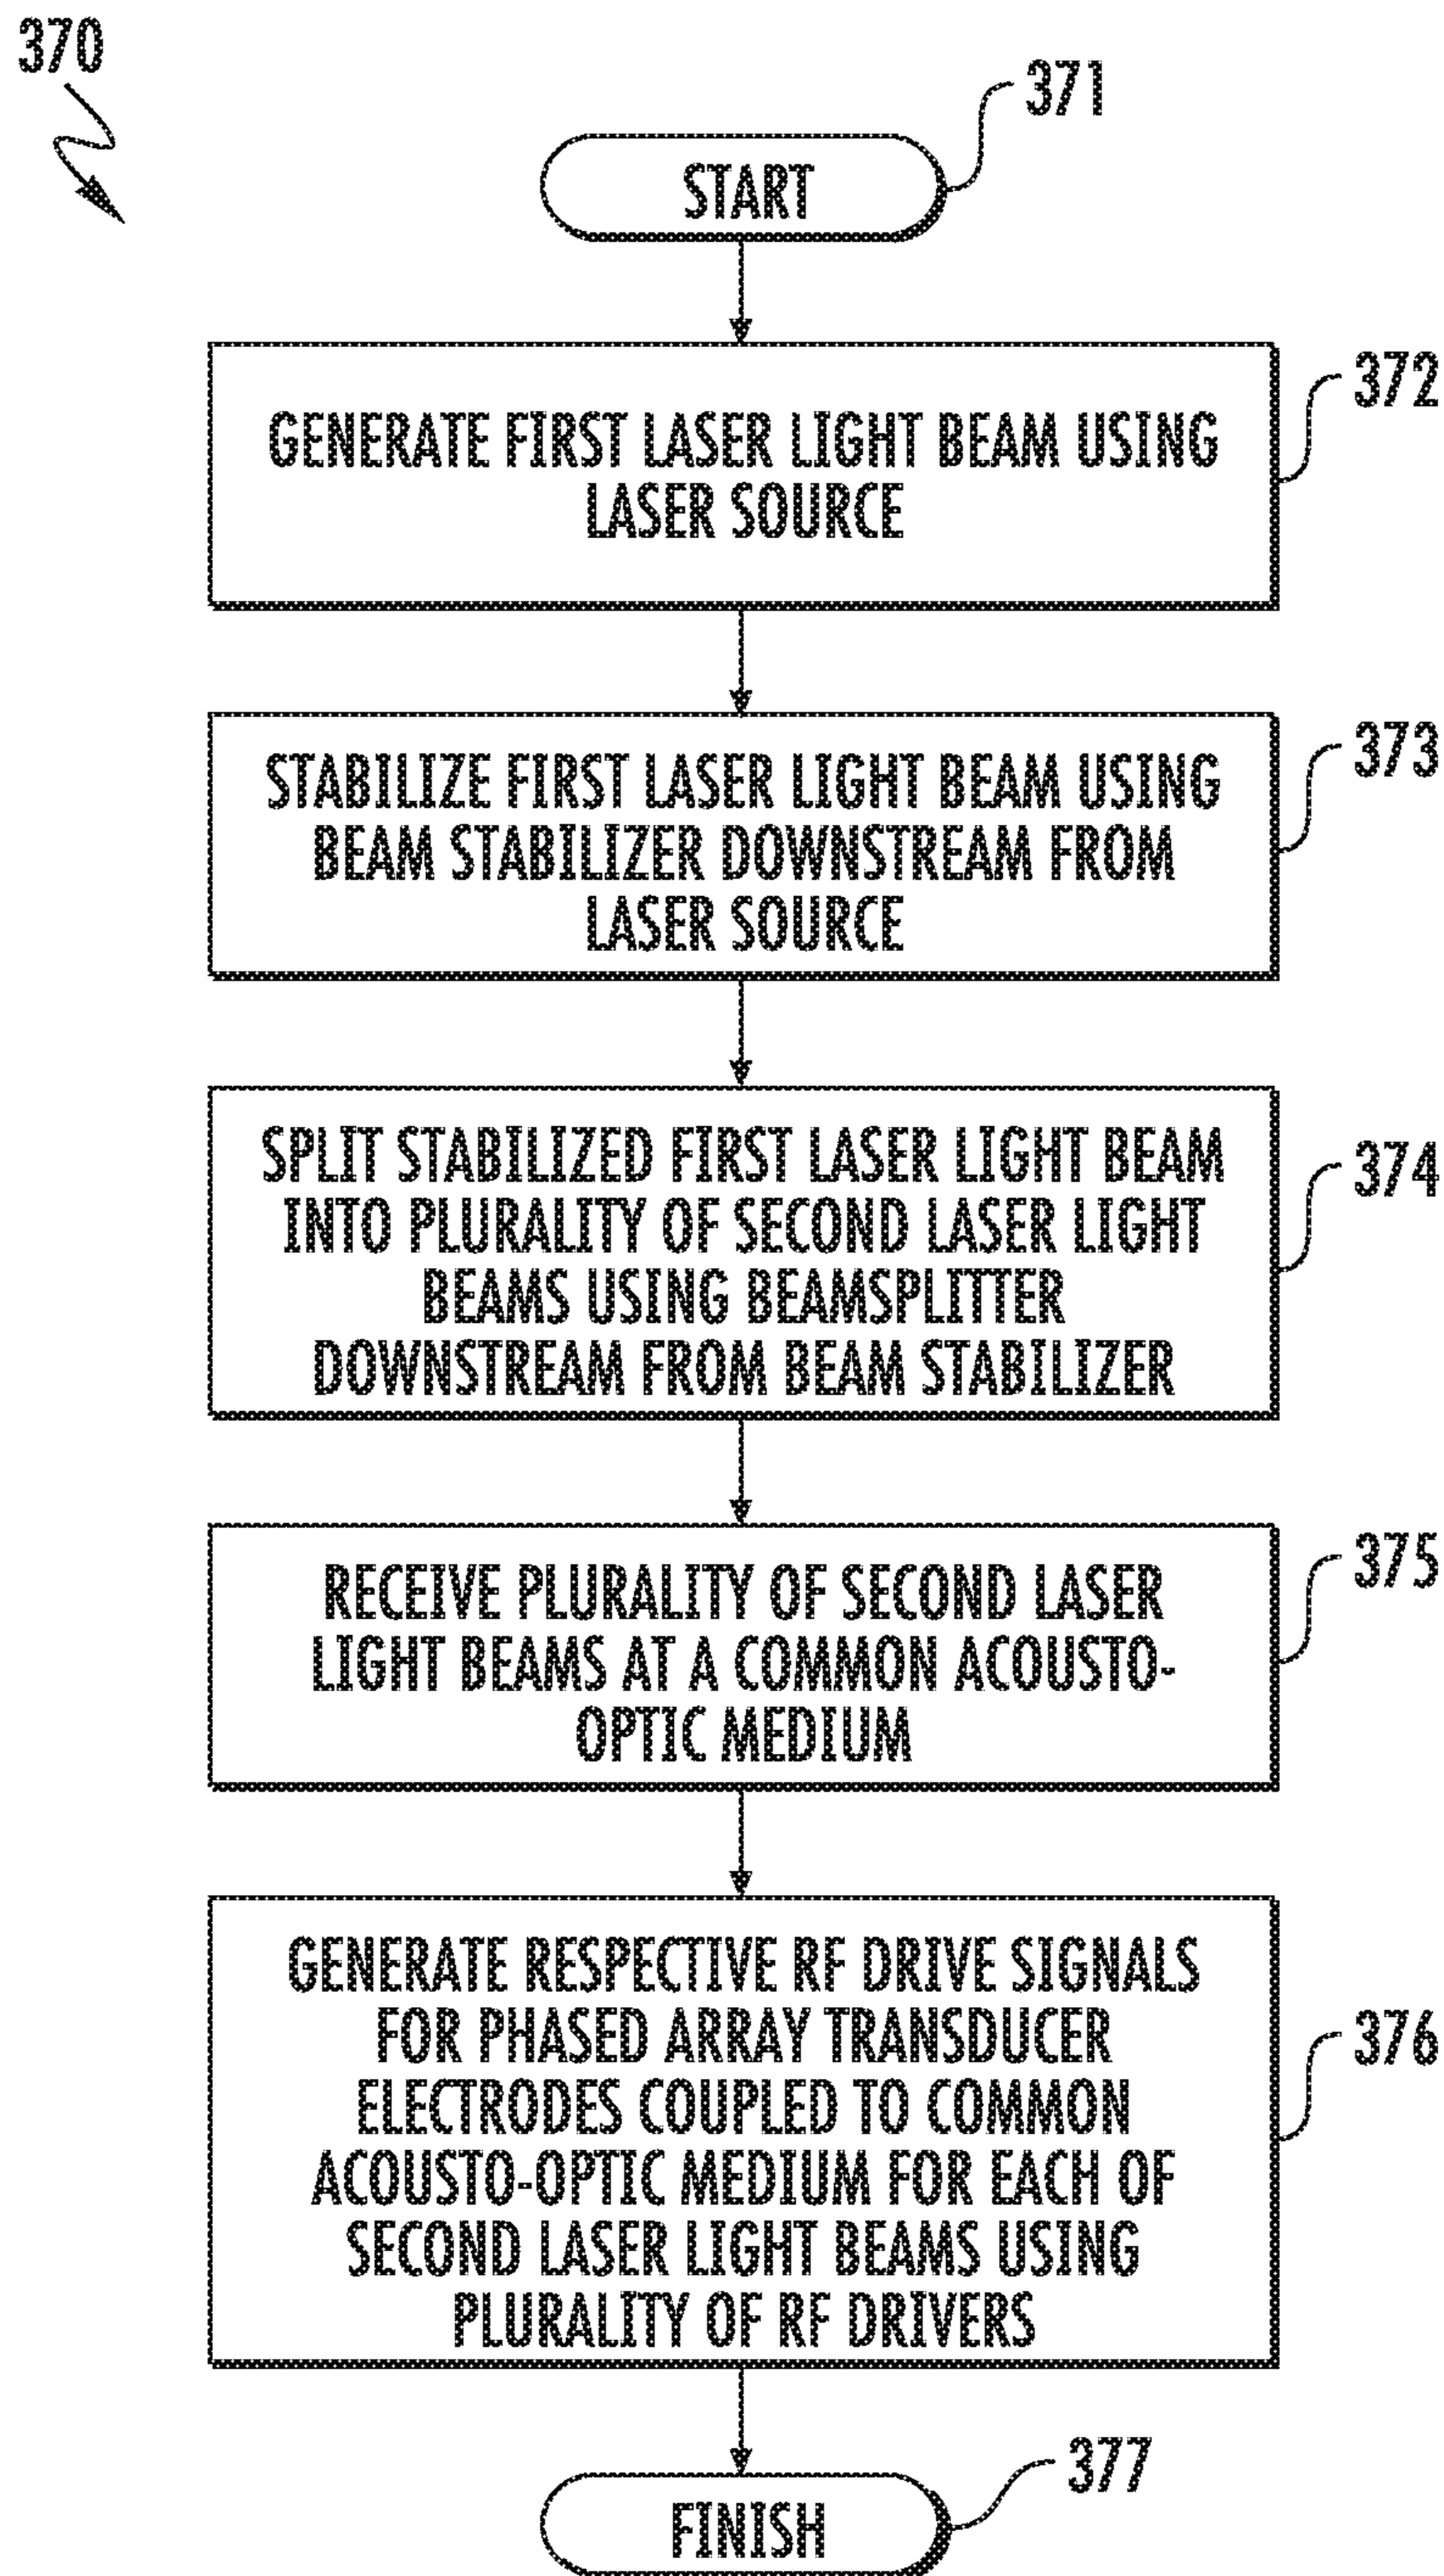 370
371
START
372
GENERATE FIRST LASER LIGHT BEAM USING
LASER SOURCE
373
STABILIZE FIRST LASER LIGHT BEAM USING
BEAM STABILIZER DOWNSTREAM FROM
LASER SOURCE
374
SPLIT STABILIZED FIRST LASER LIGHT BEAM
INTO PLURALITY OF SECOND LASER LIGHT
BEAMS USING BEAMSPLITTER
DOWNSTREAM FROM BEAM STABILIZER
375
RECEIVE PLURALITY OF SECOND LASER
LIGHT BEAMS AT A COMMON ACOUSTO-
OPTIC MEDIUM
376
GENERATE RESPECTIVE RF DRIVE SIGNALS
FOR PHASED ARRAY TRANSDUCER
ELECTRODES COUPLED TO COMMON
ACOUSTO-OPTIC MEDIUM FOR EACH OF
SECOND LASER LIGHT BEAMS USING
PLURALITY OF RF DRIVERS
377
FINISH